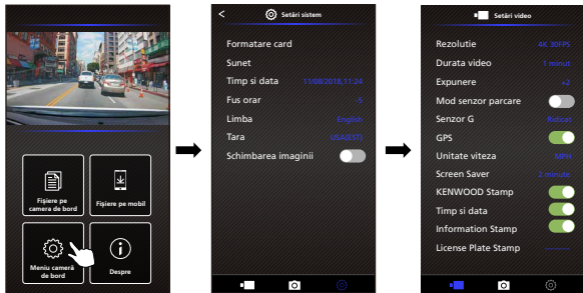 Fișiere pe
camera de bord
Fișiere pe mobil
Meniu cameră
de bord
Despre
Setări sistem
Formatare card
Sunet
Timp si data 11/08/2018,11:24
Fus orar -5
Limba English
Tara USA(EST)
Schimbarea imaginii
Setări video
Rezolutie 4K 30FPS
Durata video 1 minut
Expunere +2
Mod senzor parcare
Senzor G Ridicat
GPS
Unitate viteza MPH
Screen Saver 2 minute
KENWOOD Stamp
Timp si data
Information Stamp
License Plate Stamp